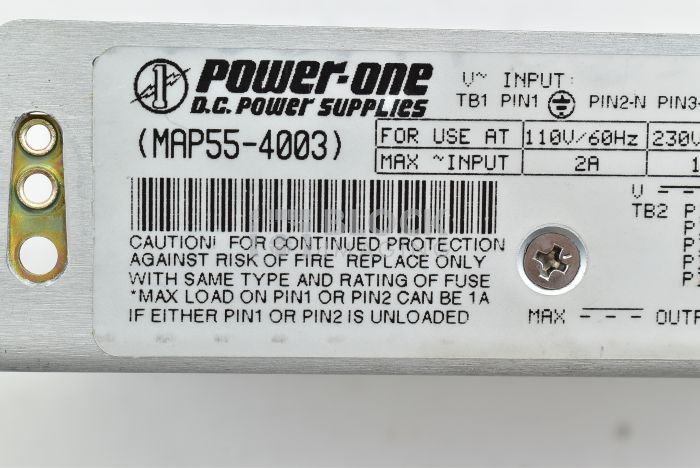 POWER-ONE
D.C. POWER SUPPLIES
(MAP55-4003)
V~ INPUT:
TB1 PIN1 PIN2-N PIN3-
FOR USE AT 110V/60Hz 230V
MAX ~INPUT 2A 1
V
TB2 P
CAUTION! FOR CONTINUED PROTECTION
AGAINST RISK OF FIRE REPLACE ONLY
WITH SAME TYPE AND RATING OF FUSE
*MAX LOAD ON PIN1 OR PIN2 CAN BE 1A
IF EITHER PIN1 OR PIN2 IS UNLOADED
MAX --- OUTP